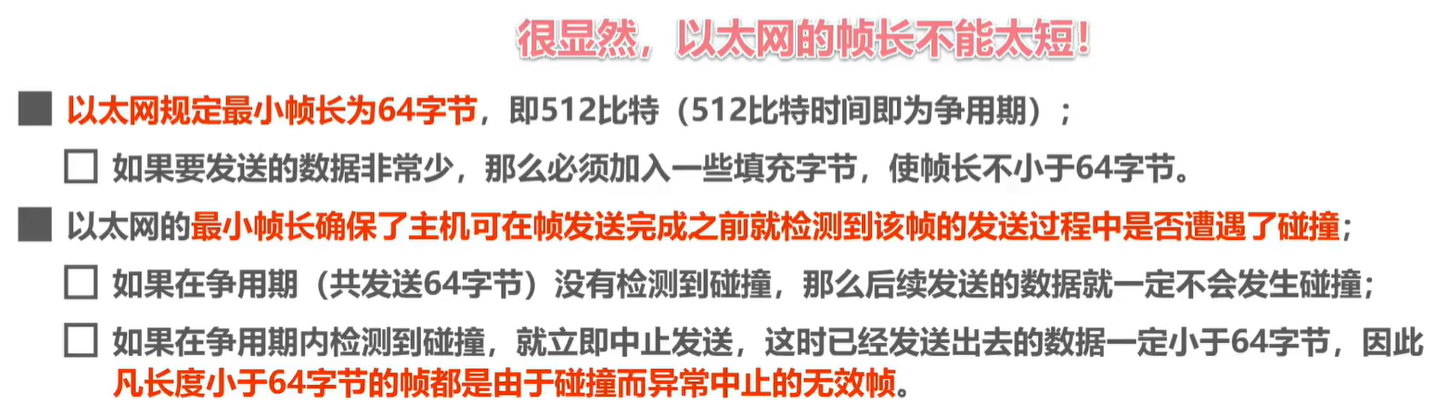 很显然，以太网的帧长不能太短！
以太网规定最小帧长为64字节，即512比特（512比特时间即为争用期）；
如果要发送的数据非常少，那么必须加入一些填充字节，使帧长不小于64字节。
以太网的最小帧长确保了主机可在帧发送完成之前就检测到该帧的发送过程中是否遭遇了碰撞；
如果在争用期（共发送64字节）没有检测到碰撞，那么后续发送的数据就一定不会发生碰撞；
如果在争用期内检测到碰撞，就立即中止发送，这时已经发送出去的数据一定小于64字节，因此
凡长度小于64字节的帧都是由于碰撞而异常中止的无效帧。